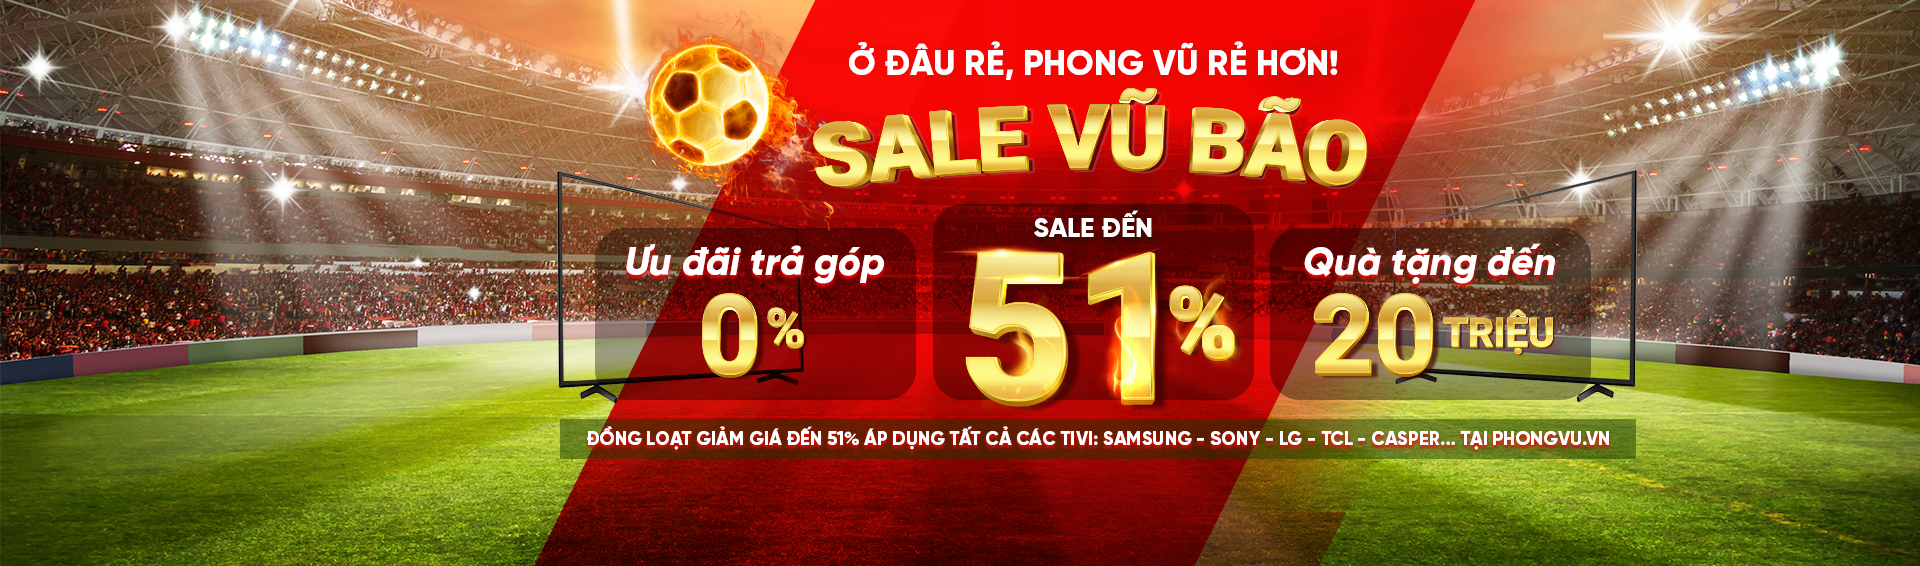 Ở ĐÂU RẺ, PHONG VŨ RẺ HƠN!
SALE VŨ BÃO
Ưu đãi trả góp
0%
SALE ĐẾN
51%
Quà tặng đến
20 TRIỆU
ĐỒNG LOẠT GIẢM GIÁ ĐẾN 51% ÁP DỤNG TẤT CẢ CÁC TIVI: SAMSUNG - SONY - LG - TCL - CASPER... TẠI PHONGVU.VN